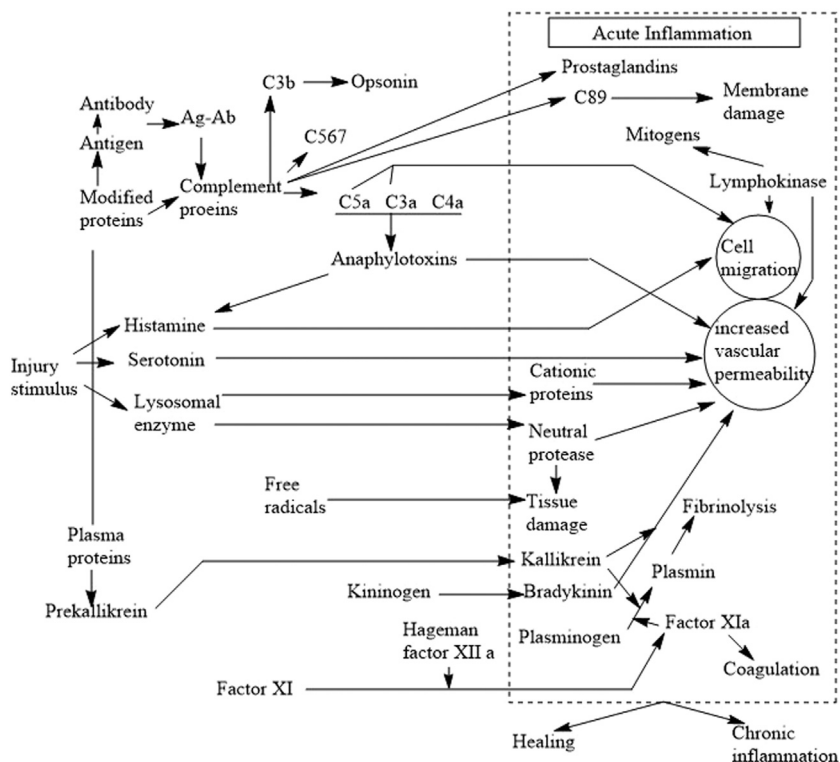 Acute Inflammation
Prostaglandins
C3b
Opsonin
C89
Membrane
damage
Antibody
Ag-Ab
Antigen
C567
Mitogens
Modified
proteins
Complement
proeins
C5a C3a C4a
Lymphokinase
Anaphylotoxins
Cell
migration
Histamine
increased
vascular
permeability
Injury
stimulus
Serotonin
Cationic
proteins
Lysosomal
enzyme
Neutral
protease
Free
radicals
Tissue
damage
Fibrinolysis
Plasma
proteins
Kallikrein
Plasmin
Prekallikrein
Kininogen
Bradykinin
Hageman
factor XII a
Plasminogen
Factor XIa
Coagulation
Factor XI
Healing
Chronic
inflammation